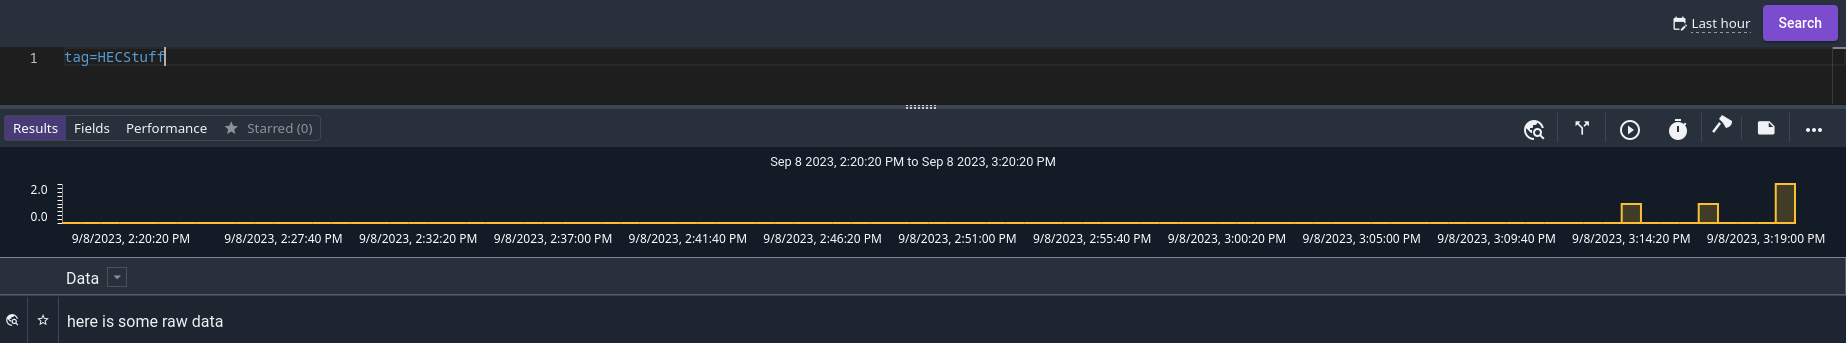 Last hour Search
1 tag=HECStuff
Results Fields Performance Starred (0)
Sep 8 2023, 2:20:20 PM to Sep 8 2023, 3:20:20 PM
2.0
0.0
9/8/2023, 2:20:20 PM 9/8/2023, 2:27:40 PM 9/8/2023, 2:32:20 PM 9/8/2023, 2:37:00 PM 9/8/2023, 2:41:40 PM 9/8/2023, 2:46:20 PM 9/8/2023, 2:51:00 PM 9/8/2023, 2:55:40 PM 9/8/2023, 3:00:20 PM 9/8/2023, 3:05:00 PM 9/8/2023, 3:09:40 PM 9/8/2023, 3:14:20 PM 9/8/2023, 3:19:00 PM
Data
here is some raw data